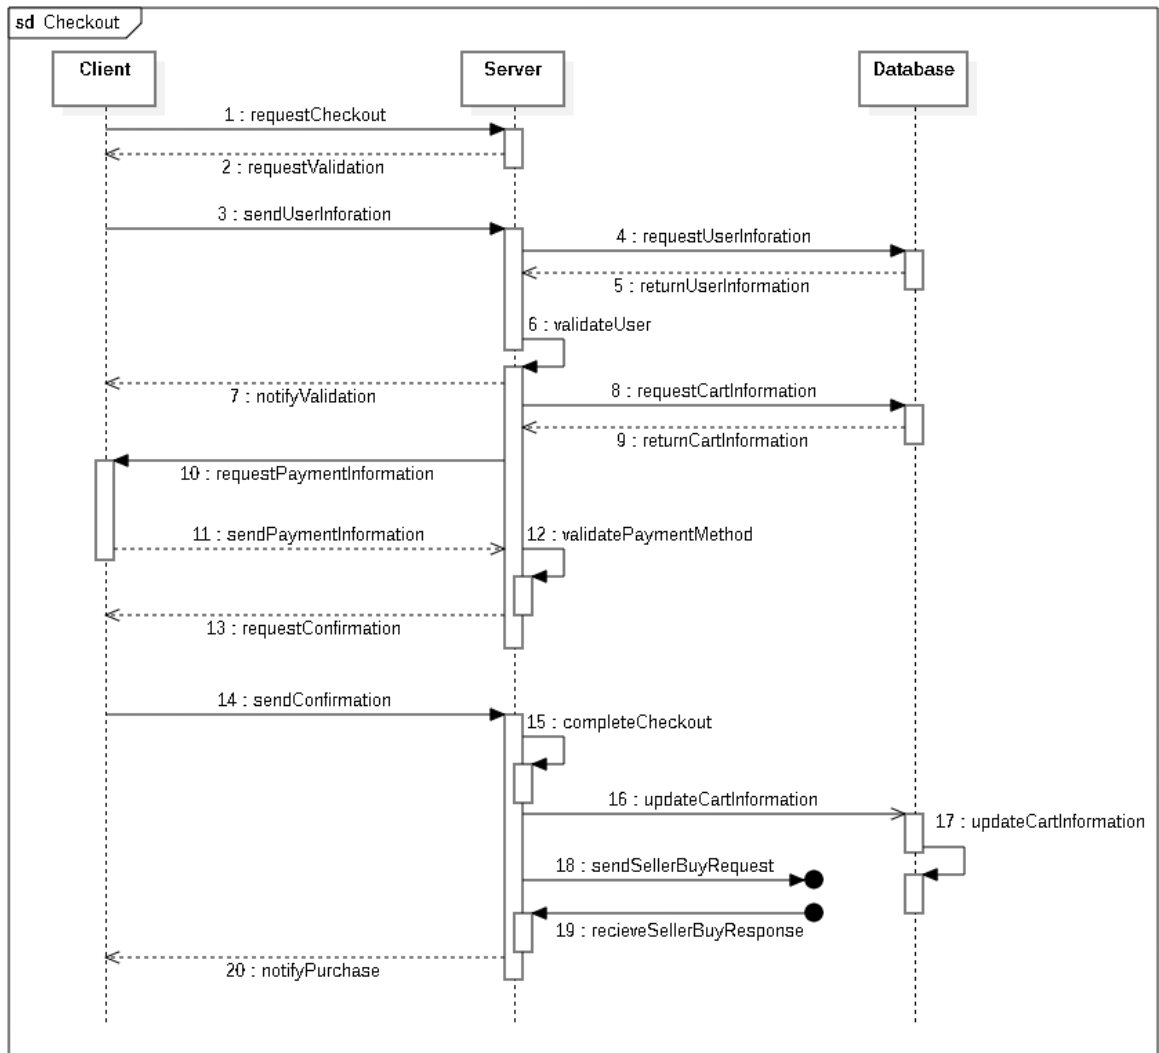 sd Checkout
Client
Server
Database
1 : requestCheckout
2 : requestValidation
3 : sendUserInforation
4 : requestUserInforation
5 : returnUserInformation
6 : validateUser
7 : notifyValidation
8 : requestCartInformation
9 : returnCartInformation
10 : requestPaymentInformation
11 : sendPaymentInformation
12 : validatePaymentMethod
13 : requestConfirmation
14 : sendConfirmation
15 : completeCheckout
16 : updateCartInformation
17 : updateCartInformation
18 : sendSellerBuyRequest
19 : recieveSellerBuyResponse
20 : notifyPurchase